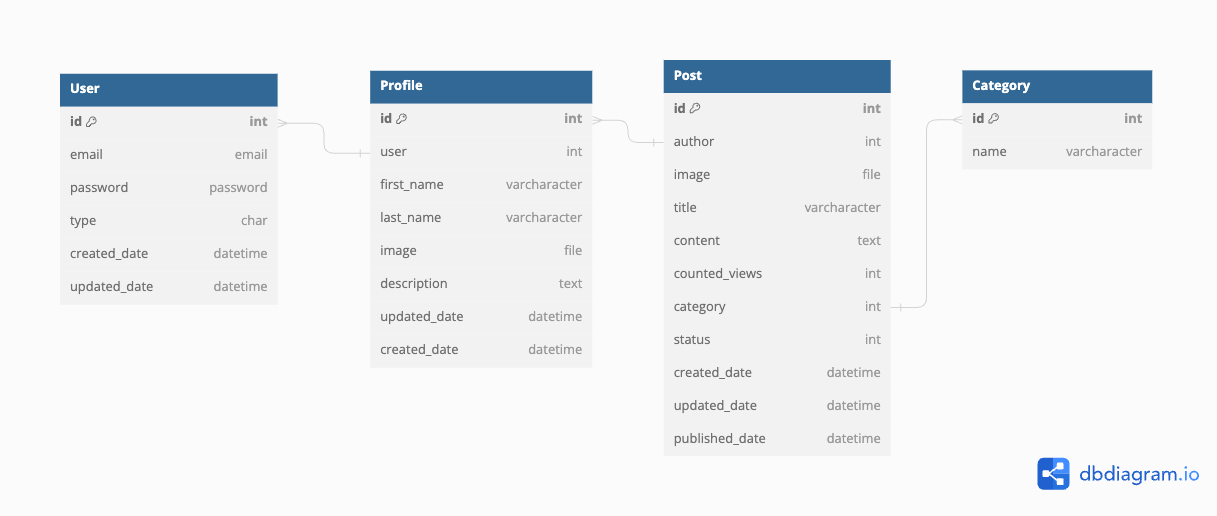 User
id int
email email
password password
type char
created_date datetime
updated_date datetime
Profile
id int
user int
first_name varcharacter
last_name varcharacter
image file
description text
updated_date datetime
created_date datetime
Post
id int
author int
image file
title varcharacter
content text
counted_views int
category int
status int
created_date datetime
updated_date datetime
published_date datetime
Category
id int
name varcharacter
dbdiagram.io